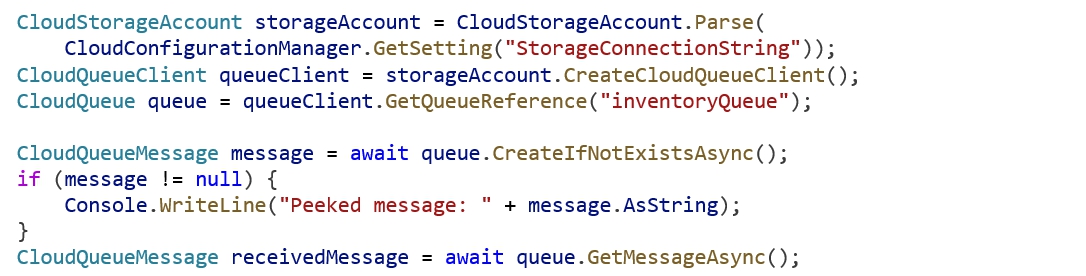 CloudStorageAccount storageAccount = CloudStorageAccount.Parse(
    CloudConfigurationManager.GetSetting("StorageConnectionString"));
CloudQueueClient queueClient = storageAccount.CreateCloudQueueClient();
CloudQueue queue = queueClient.GetQueueReference("inventoryQueue");

CloudQueueMessage message = await queue.CreateIfNotExistsAsync();
if (message != null) {
    Console.WriteLine("Peeked message: " + message.AsString);
}
CloudQueueMessage receivedMessage = await queue.GetMessageAsync();